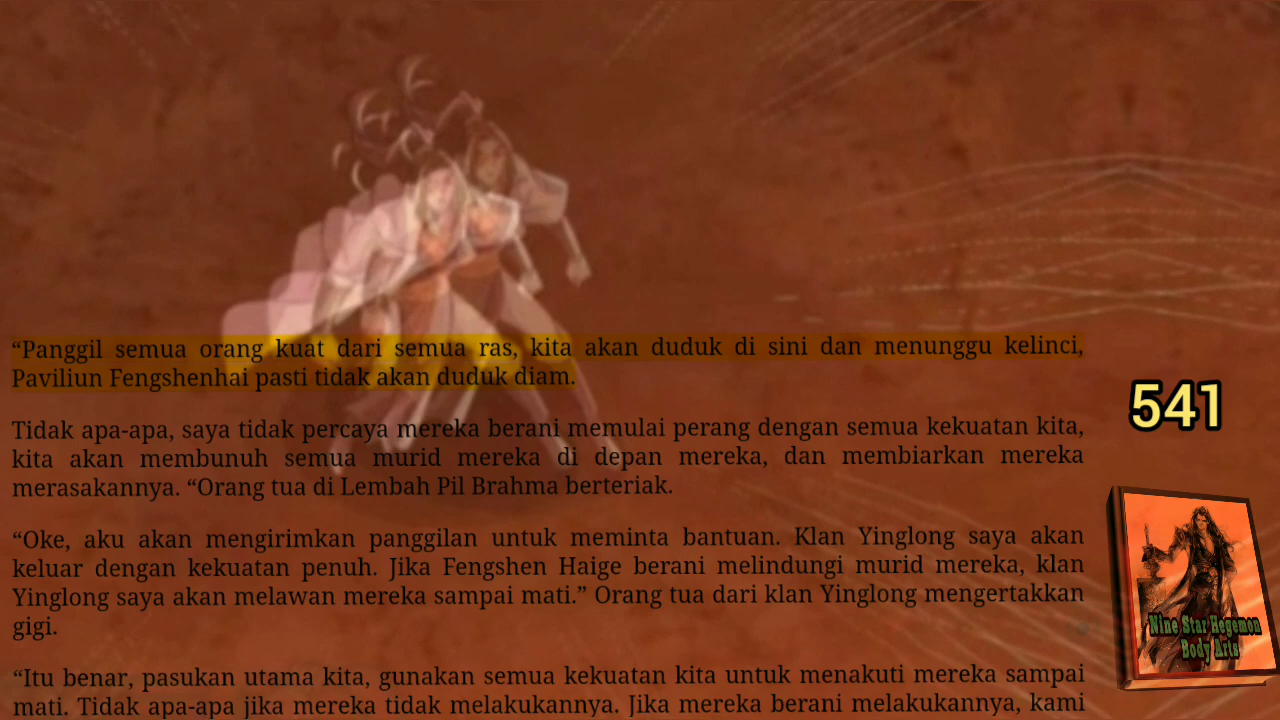 “Panggil semua orang kuat dari semua ras, kita akan duduk di sini dan menunggu kelinci,
Paviliun Fengshenhai pasti tidak akan duduk diam.
Tidak apa-apa, saya tidak percaya mereka berani memulai perang dengan semua kekuatan kita,
kita akan membunuh semua murid mereka di depan mereka, dan membiarkan mereka
merasakannya. “Orang tua di Lembah Pil Brahma berteriak.
“Oke, aku akan mengirimkan panggilan untuk meminta bantuan. Klan Yinglong saya akan
keluar dengan kekuatan penuh. Jika Fengshen Haige berani melindungi murid mereka, klan
Yinglong saya akan melawan mereka sampai mati.” Orang tua dari klan Yinglong mengertakkan
gigi.
“Itu benar, pasukan utama kita, gunakan semua kekuatan kita untuk menakuti mereka sampai
mati. Tidak apa-apa jika mereka tidak melakukannya. Jika mereka berani melakukannya, kami
541
Nine Star Hegemon
Body Arts